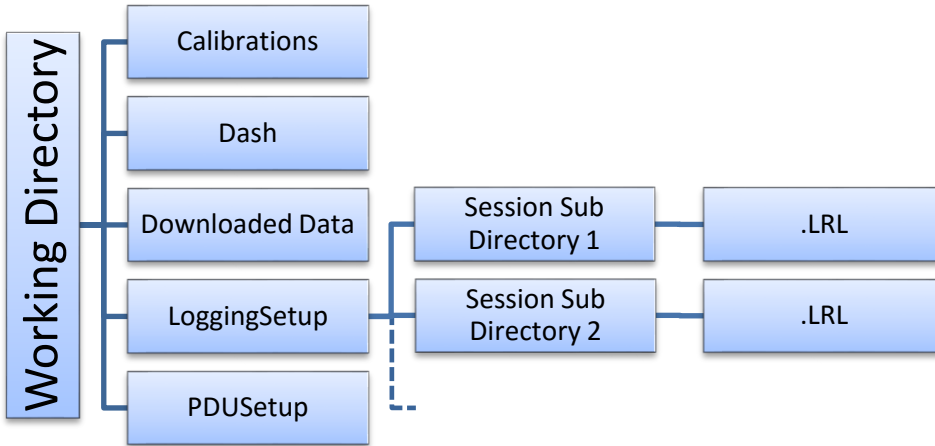 Working Directory
Calibrations
Dash
Downloaded Data
LoggingSetup
PDUSetup
Session Sub
Directory 1
.LRL
Session Sub
Directory 2
.LRL